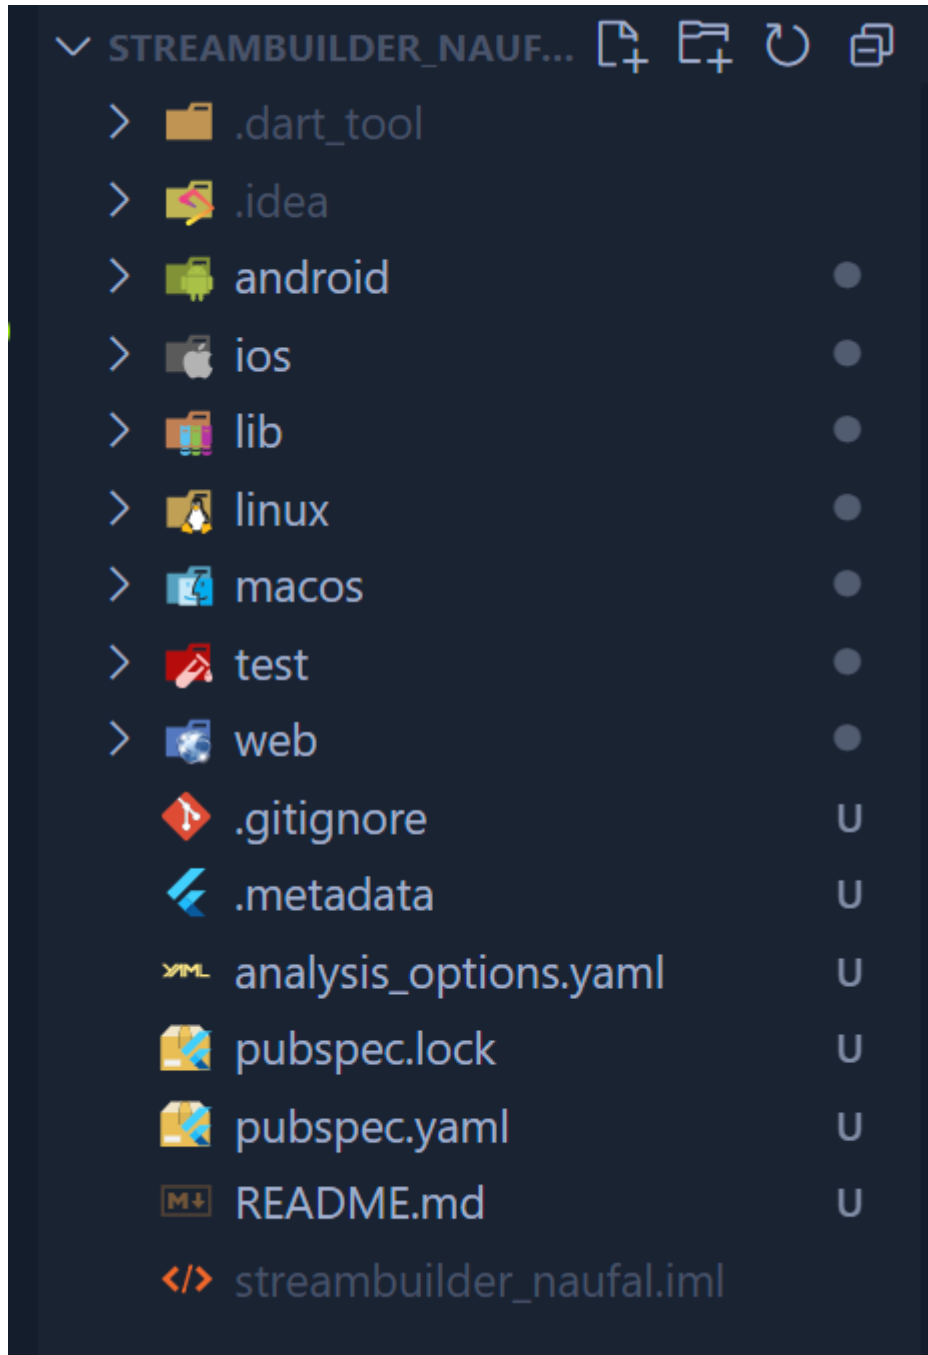 STREAMBUILDER_NAUF...
.dart_tool
.idea
android
ios
lib
linux
macos
test
web
.gitignore U
.metadata U
YAML analysis_options.yaml U
pubspec.lock U
pubspec.yaml U
M README.md U
streambuilder_naufal.iml